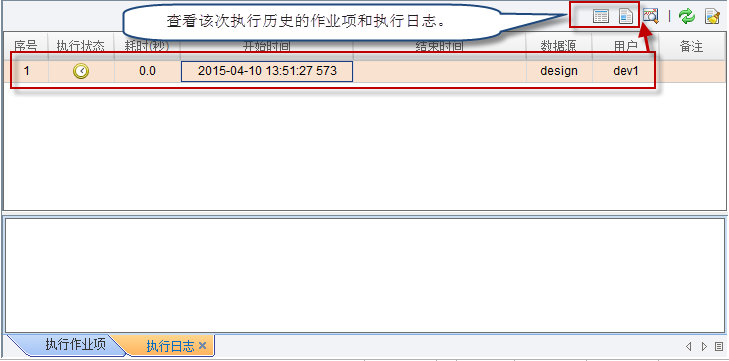 查看该次执行历史的作业项和执行日志。
序号 执行状态 耗时(秒) 开始时间 结束时间 数据源 用户 备注
1 0.0 2015-04-10 13:51:27 573 design dev1
执行作业项 执行日志